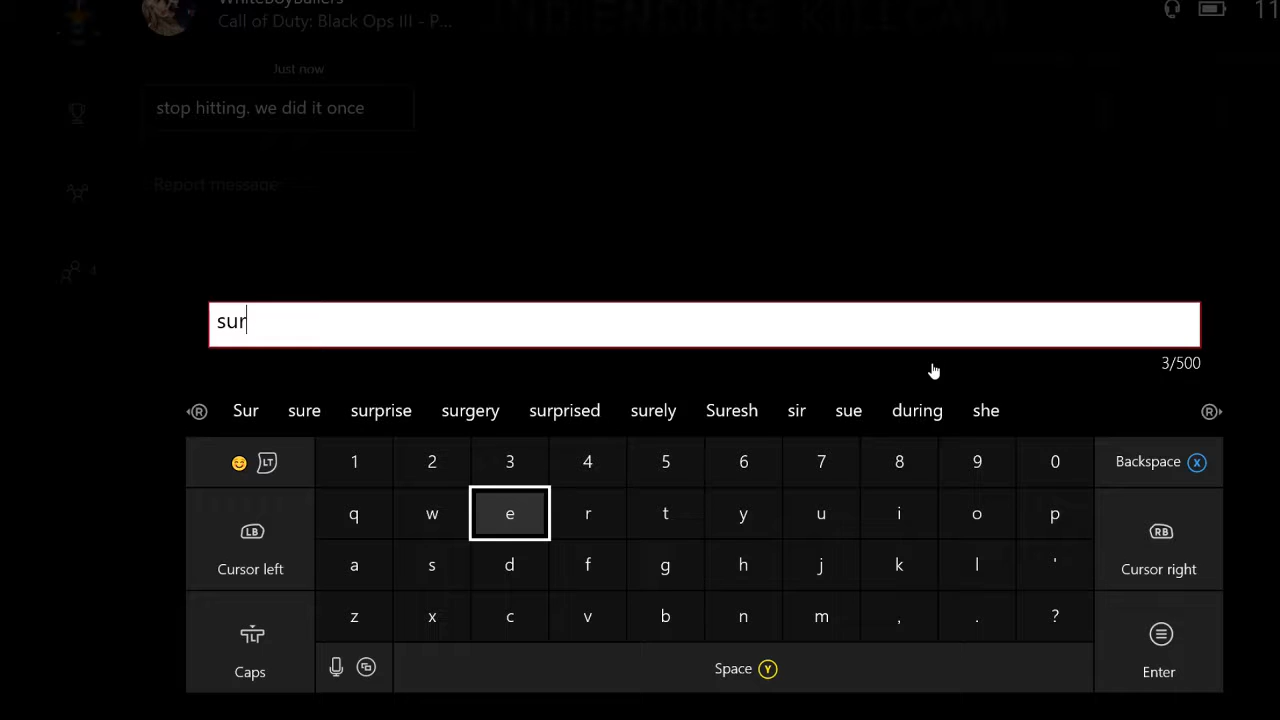 WhiteBoyBallers
Call of Duty: Black Ops III - P...
11
Just now
stop hitting. we did it once
Report message
4
sur
3/500
R Sur sure surprise surgery surprised surely Suresh sir sue during she R
LT 1 2 3 4 5 6 7 8 9 0 Backspace X
LB q w e r t y u i o p RB
Cursor left a s d f g h j k l ' Cursor right
z x c v b n m , . ?
Caps Space Y Enter